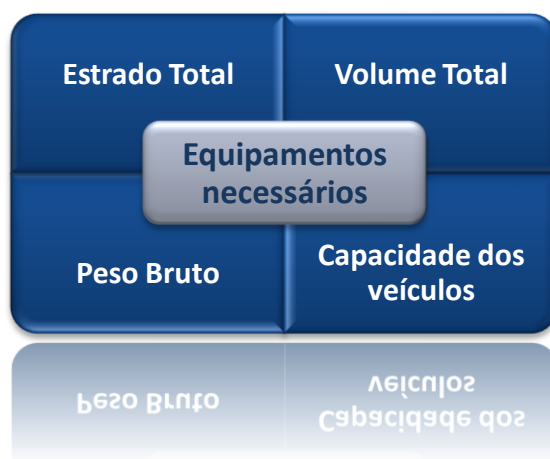 Estrado Total
Volume Total
Equipamentos
necessários
Peso Bruto
Capacidade dos
veículos